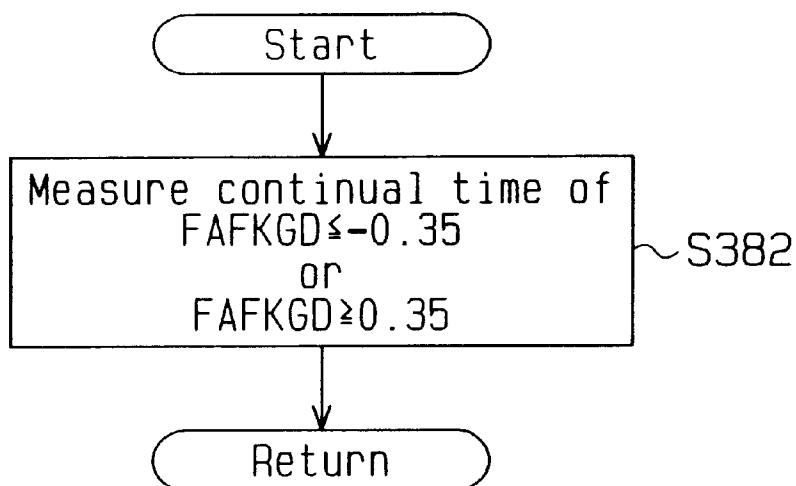 Start
Measure continual time of
FAFKGD≦-0.35
or
FAFKGD≧0.35
S382
Return